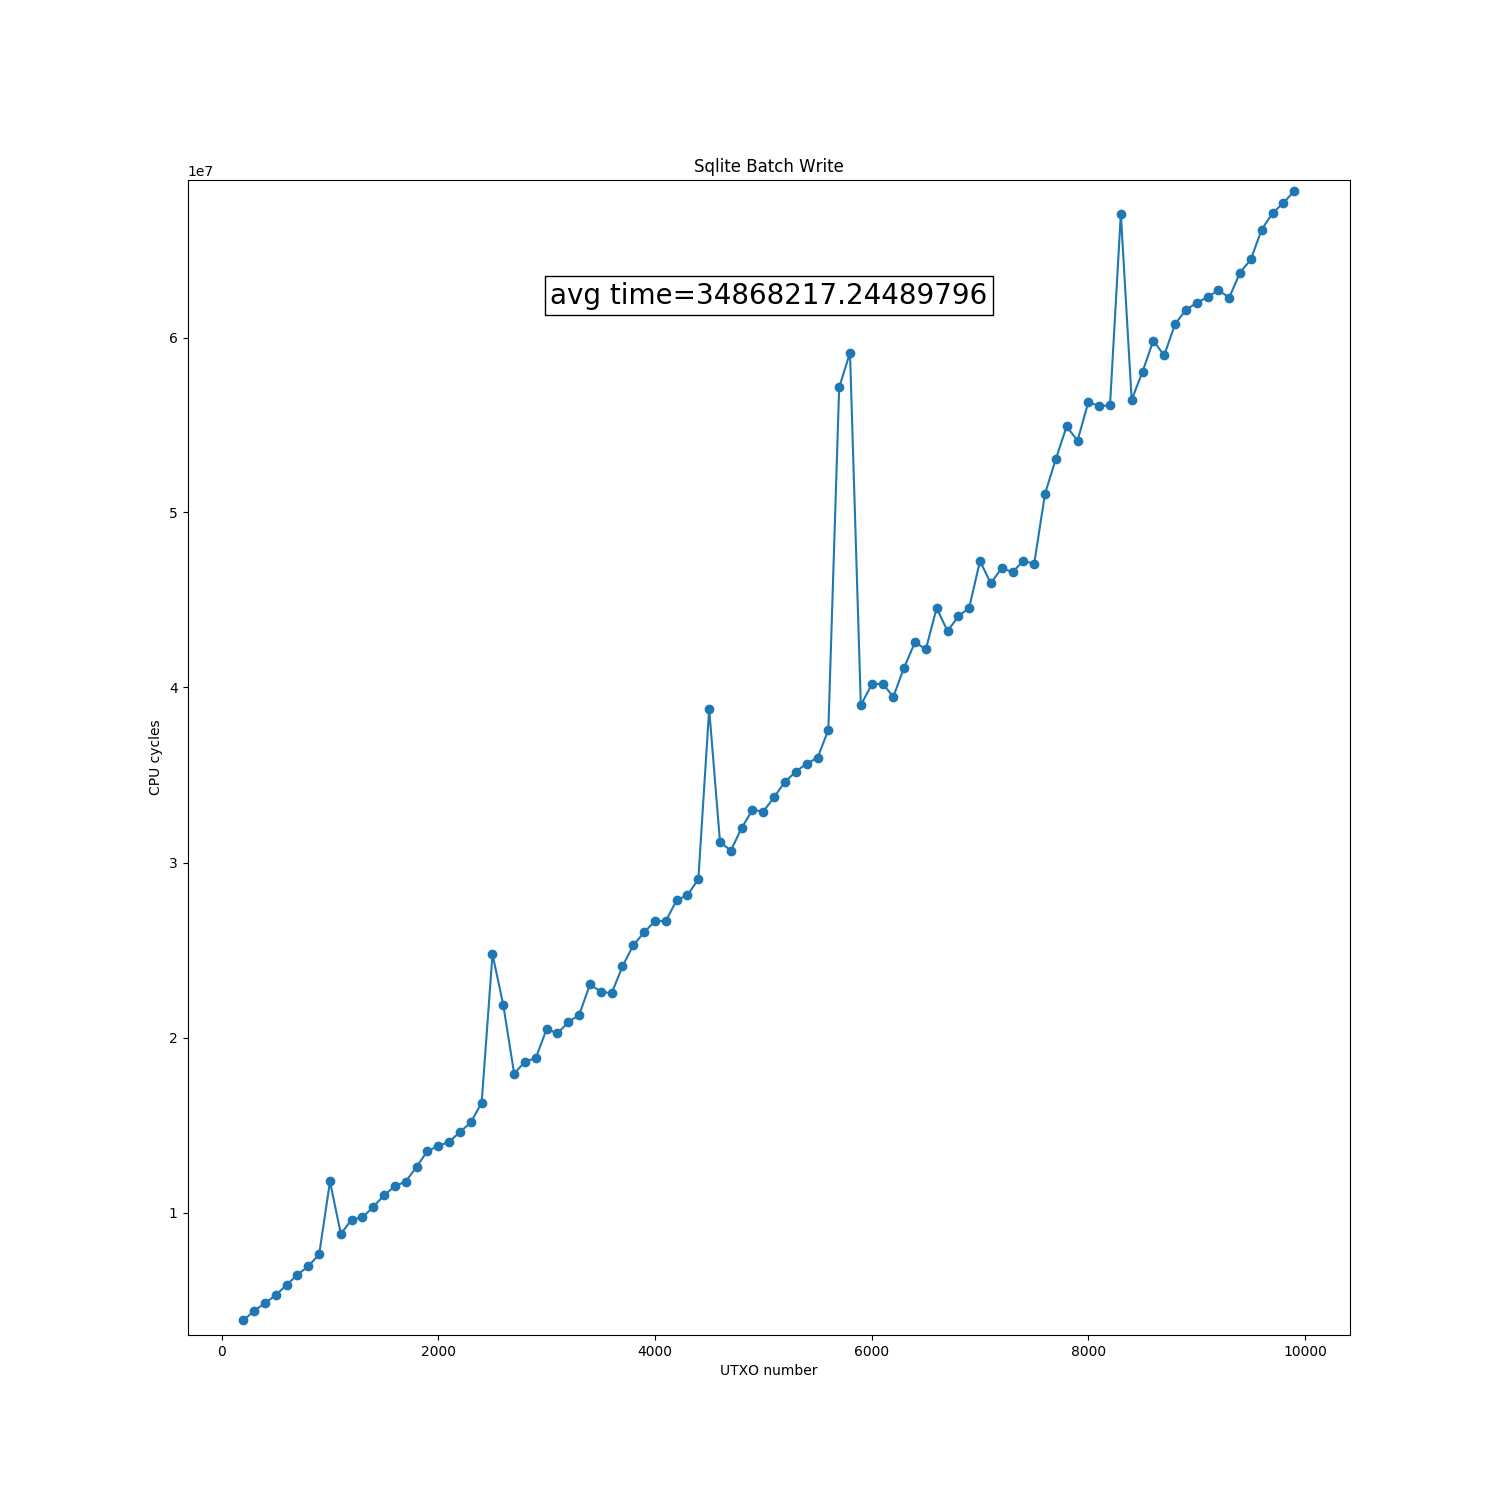 Sqlite Batch Write
1e7
avg time=34868217.24489796
6
5
4
3
2
1
CPU cycles
0 2000 4000 6000 8000 10000
UTXO number